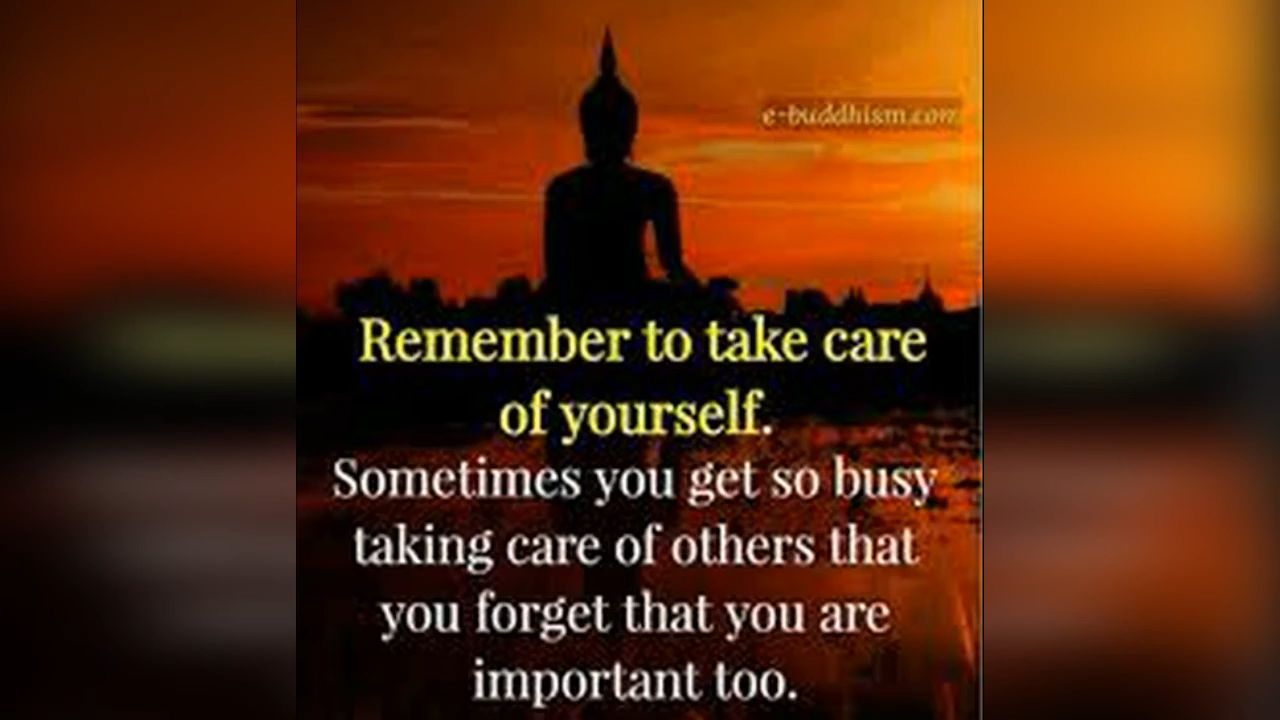 e-buddhism.com
Remember to take care
of yourself.
Sometimes you get so busy
taking care of others that
you forget that you are
important too.